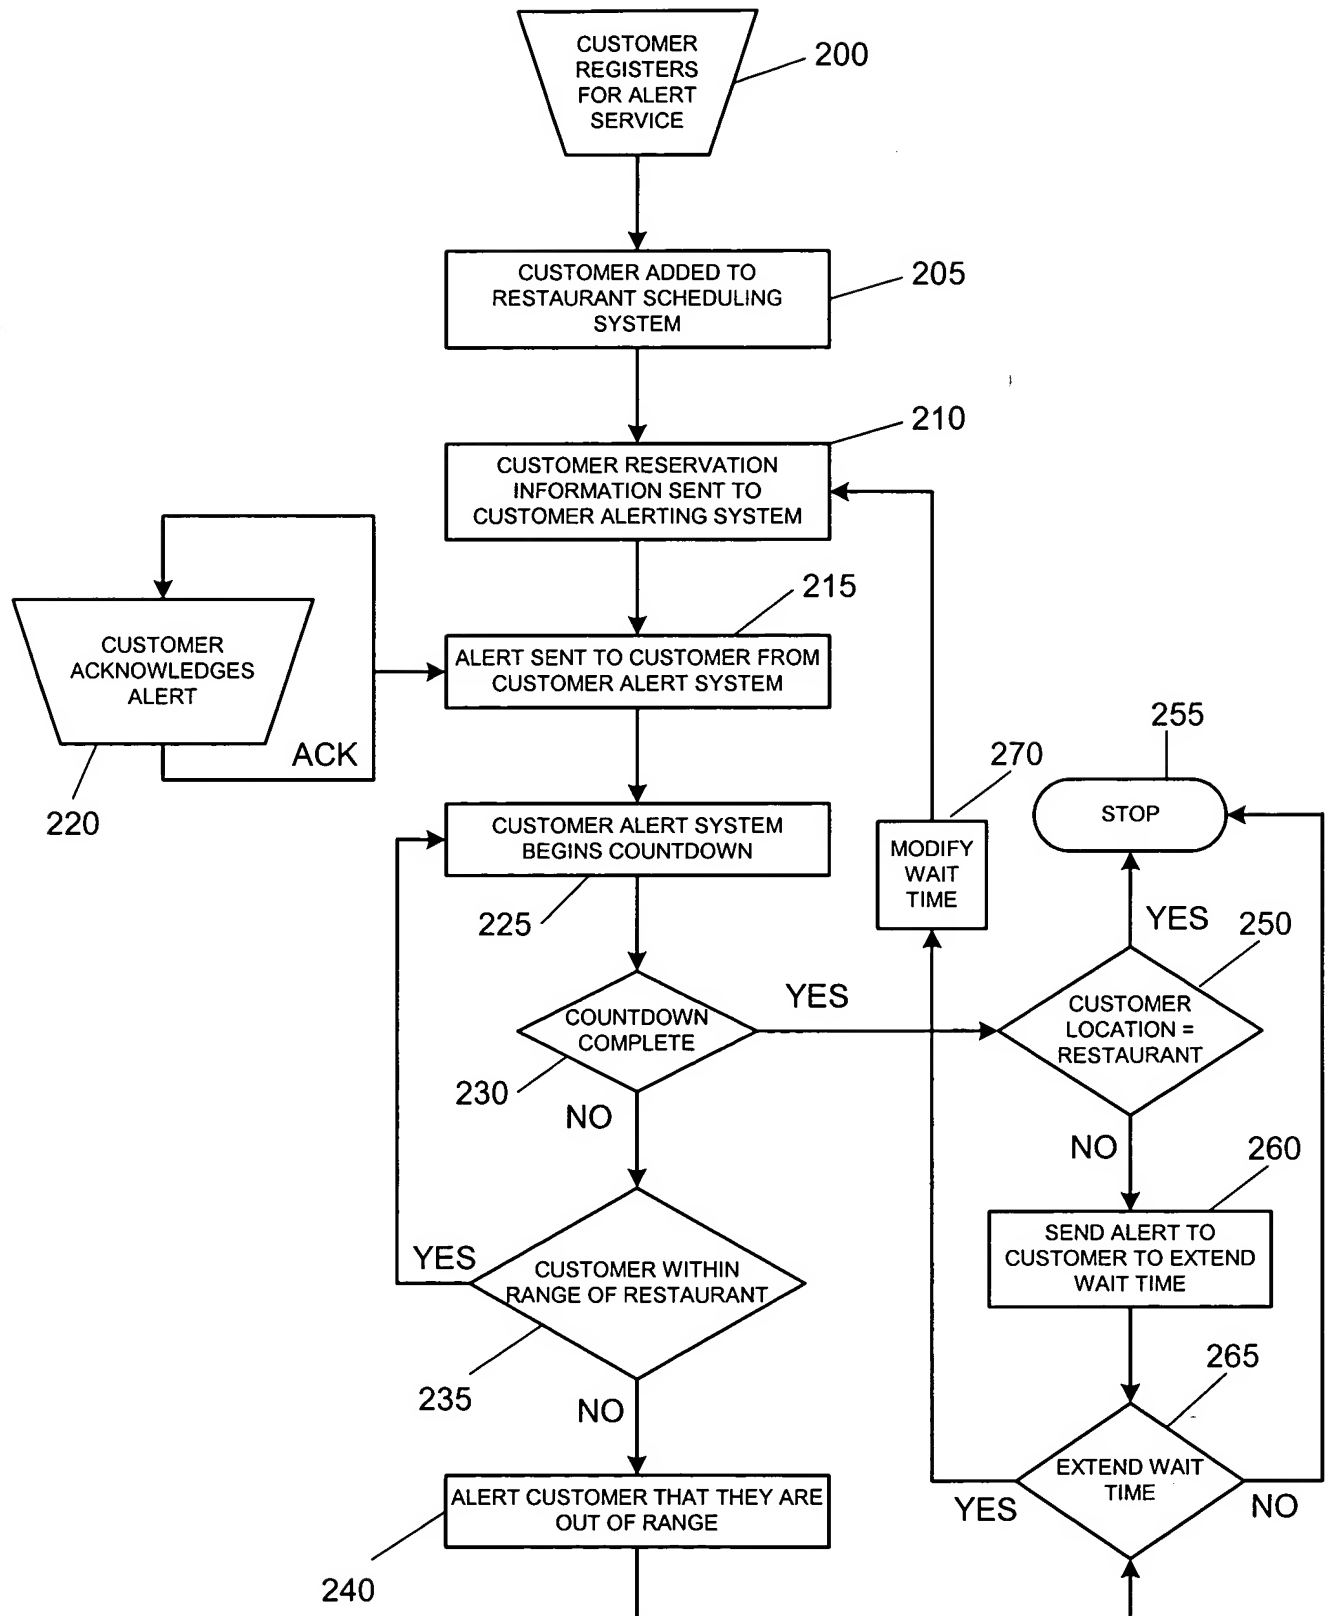 CUSTOMER
REGISTERS
FOR ALERT
SERVICE
200
CUSTOMER ADDED TO
RESTAURANT SCHEDULING
SYSTEM
205
210
CUSTOMER RESERVATION
INFORMATION SENT TO
CUSTOMER ALERTING SYSTEM
215
ALERT SENT TO CUSTOMER FROM
CUSTOMER ALERT SYSTEM
CUSTOMER
ACKNOWLEDGES
ALERT
ACK
220
CUSTOMER ALERT SYSTEM
BEGINS COUNTDOWN
225
COUNTDOWN
COMPLETE
230
YES
NO
CUSTOMER WITHIN
RANGE OF RESTAURANT
YES
235
NO
ALERT CUSTOMER THAT THEY ARE
OUT OF RANGE
240
255
STOP
270
MODIFY
WAIT
TIME
YES
250
CUSTOMER
LOCATION =
RESTAURANT
NO
260
SEND ALERT TO
CUSTOMER TO EXTEND
WAIT TIME
265
EXTEND WAIT
TIME
YES
NO